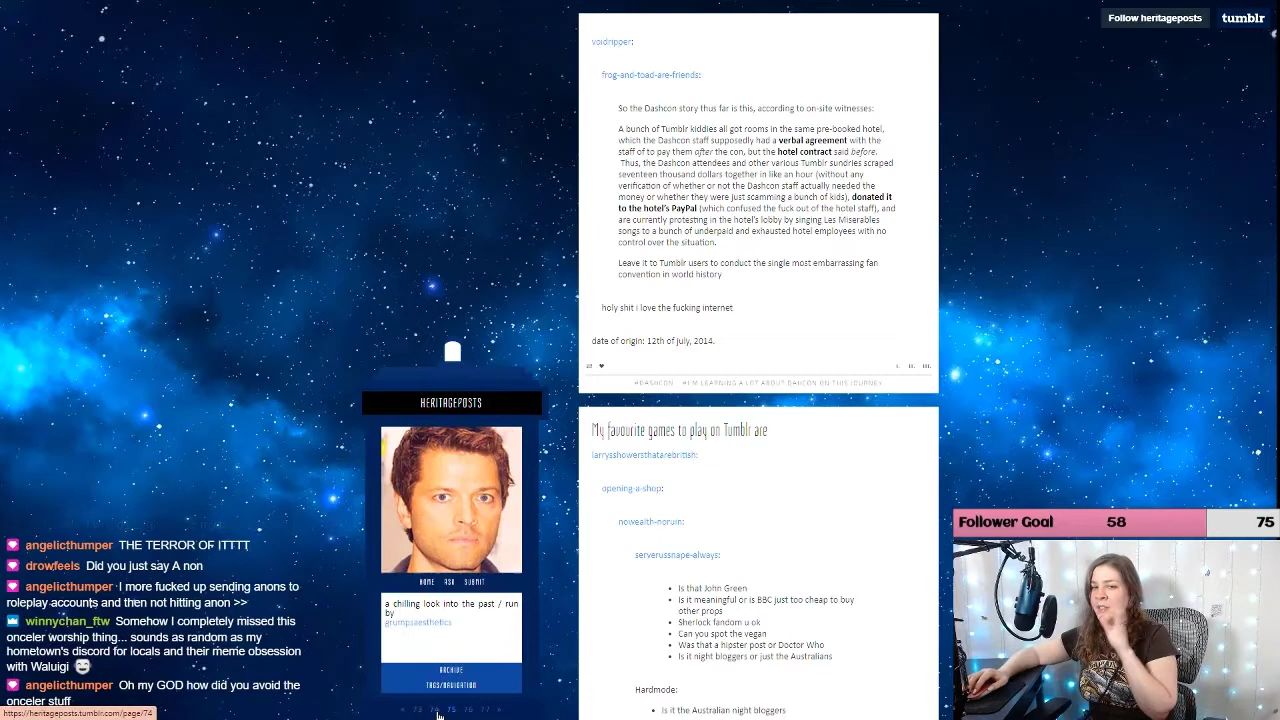 Follow heritageposts
tumblr
voidripper:
frog-and-toad-are-friends:
So the Dashcon story thus far is this, according to on-site witnesses:
A bunch of Tumblr kiddies all got rooms in the same pre-booked hotel,
which the Dashcon staff supposedly had a verbal agreement with the
staff of to pay them after the con, but the hotel contract said before.
Thus, the Dashcon attendees and other various Tumblr sundries scraped
seventeen thousand dollars together in like an hour (without any
verification of whether or not the Dashcon staff actually needed the
money or whether they were just scamming a bunch of kids), donated it
to the hotel's PayPal (which confused the fuck out of the hotel staff), and
are currently protesting in the hotel's lobby by singing Les Miserables
songs to a bunch of underpaid and exhausted hotel employees with no
control over the situation.
Leave it to Tumblr users to conduct the single most embarrassing fan
convention in world history
holy shit i love the fucking internet
date of origin: 12th of july, 2014.
I. II. III.
#DASHCON #I'M LEARNING A LOT ABOUT DAHCON ON THIS JOURNEY
My favourite games to play on Tumblr are
larrysshowersthatarebritish:
opening-a-shop:
nowealth-noruin:
serverussnape-always:
• Is that John Green
• Is it meaningful or is BBC just too cheap to buy
other props
• Sherlock fandom u ok
• Can you spot the vegan
• Was that a hipster post or Doctor Who
• Is it night bloggers or just the Australians
Hardmode:
• Is it the Australian night bloggers
HERITAGEPOSTS
HOME ASK SUBMIT
a chilling look into the past / run
by
grumpsaesthetics
ARCHIVE
TAGS/NAVIGATION
« 73 74 75 76 77 »
angelicthumper THE TERROR OF ITTTT
drowfeels Did you just say A non
angelicthumper I more fucked up sending anons to
roleplay accounts and then not hitting anon >>
winnychan_ftw Somehow I completely missed this
onceler worship thing... sounds as random as my
hometown's discord for locals and their meme obsession
with Waluigi
angelicthumper Oh my GOD how did you avoid the
onceler stuff
Follower Goal 58 75